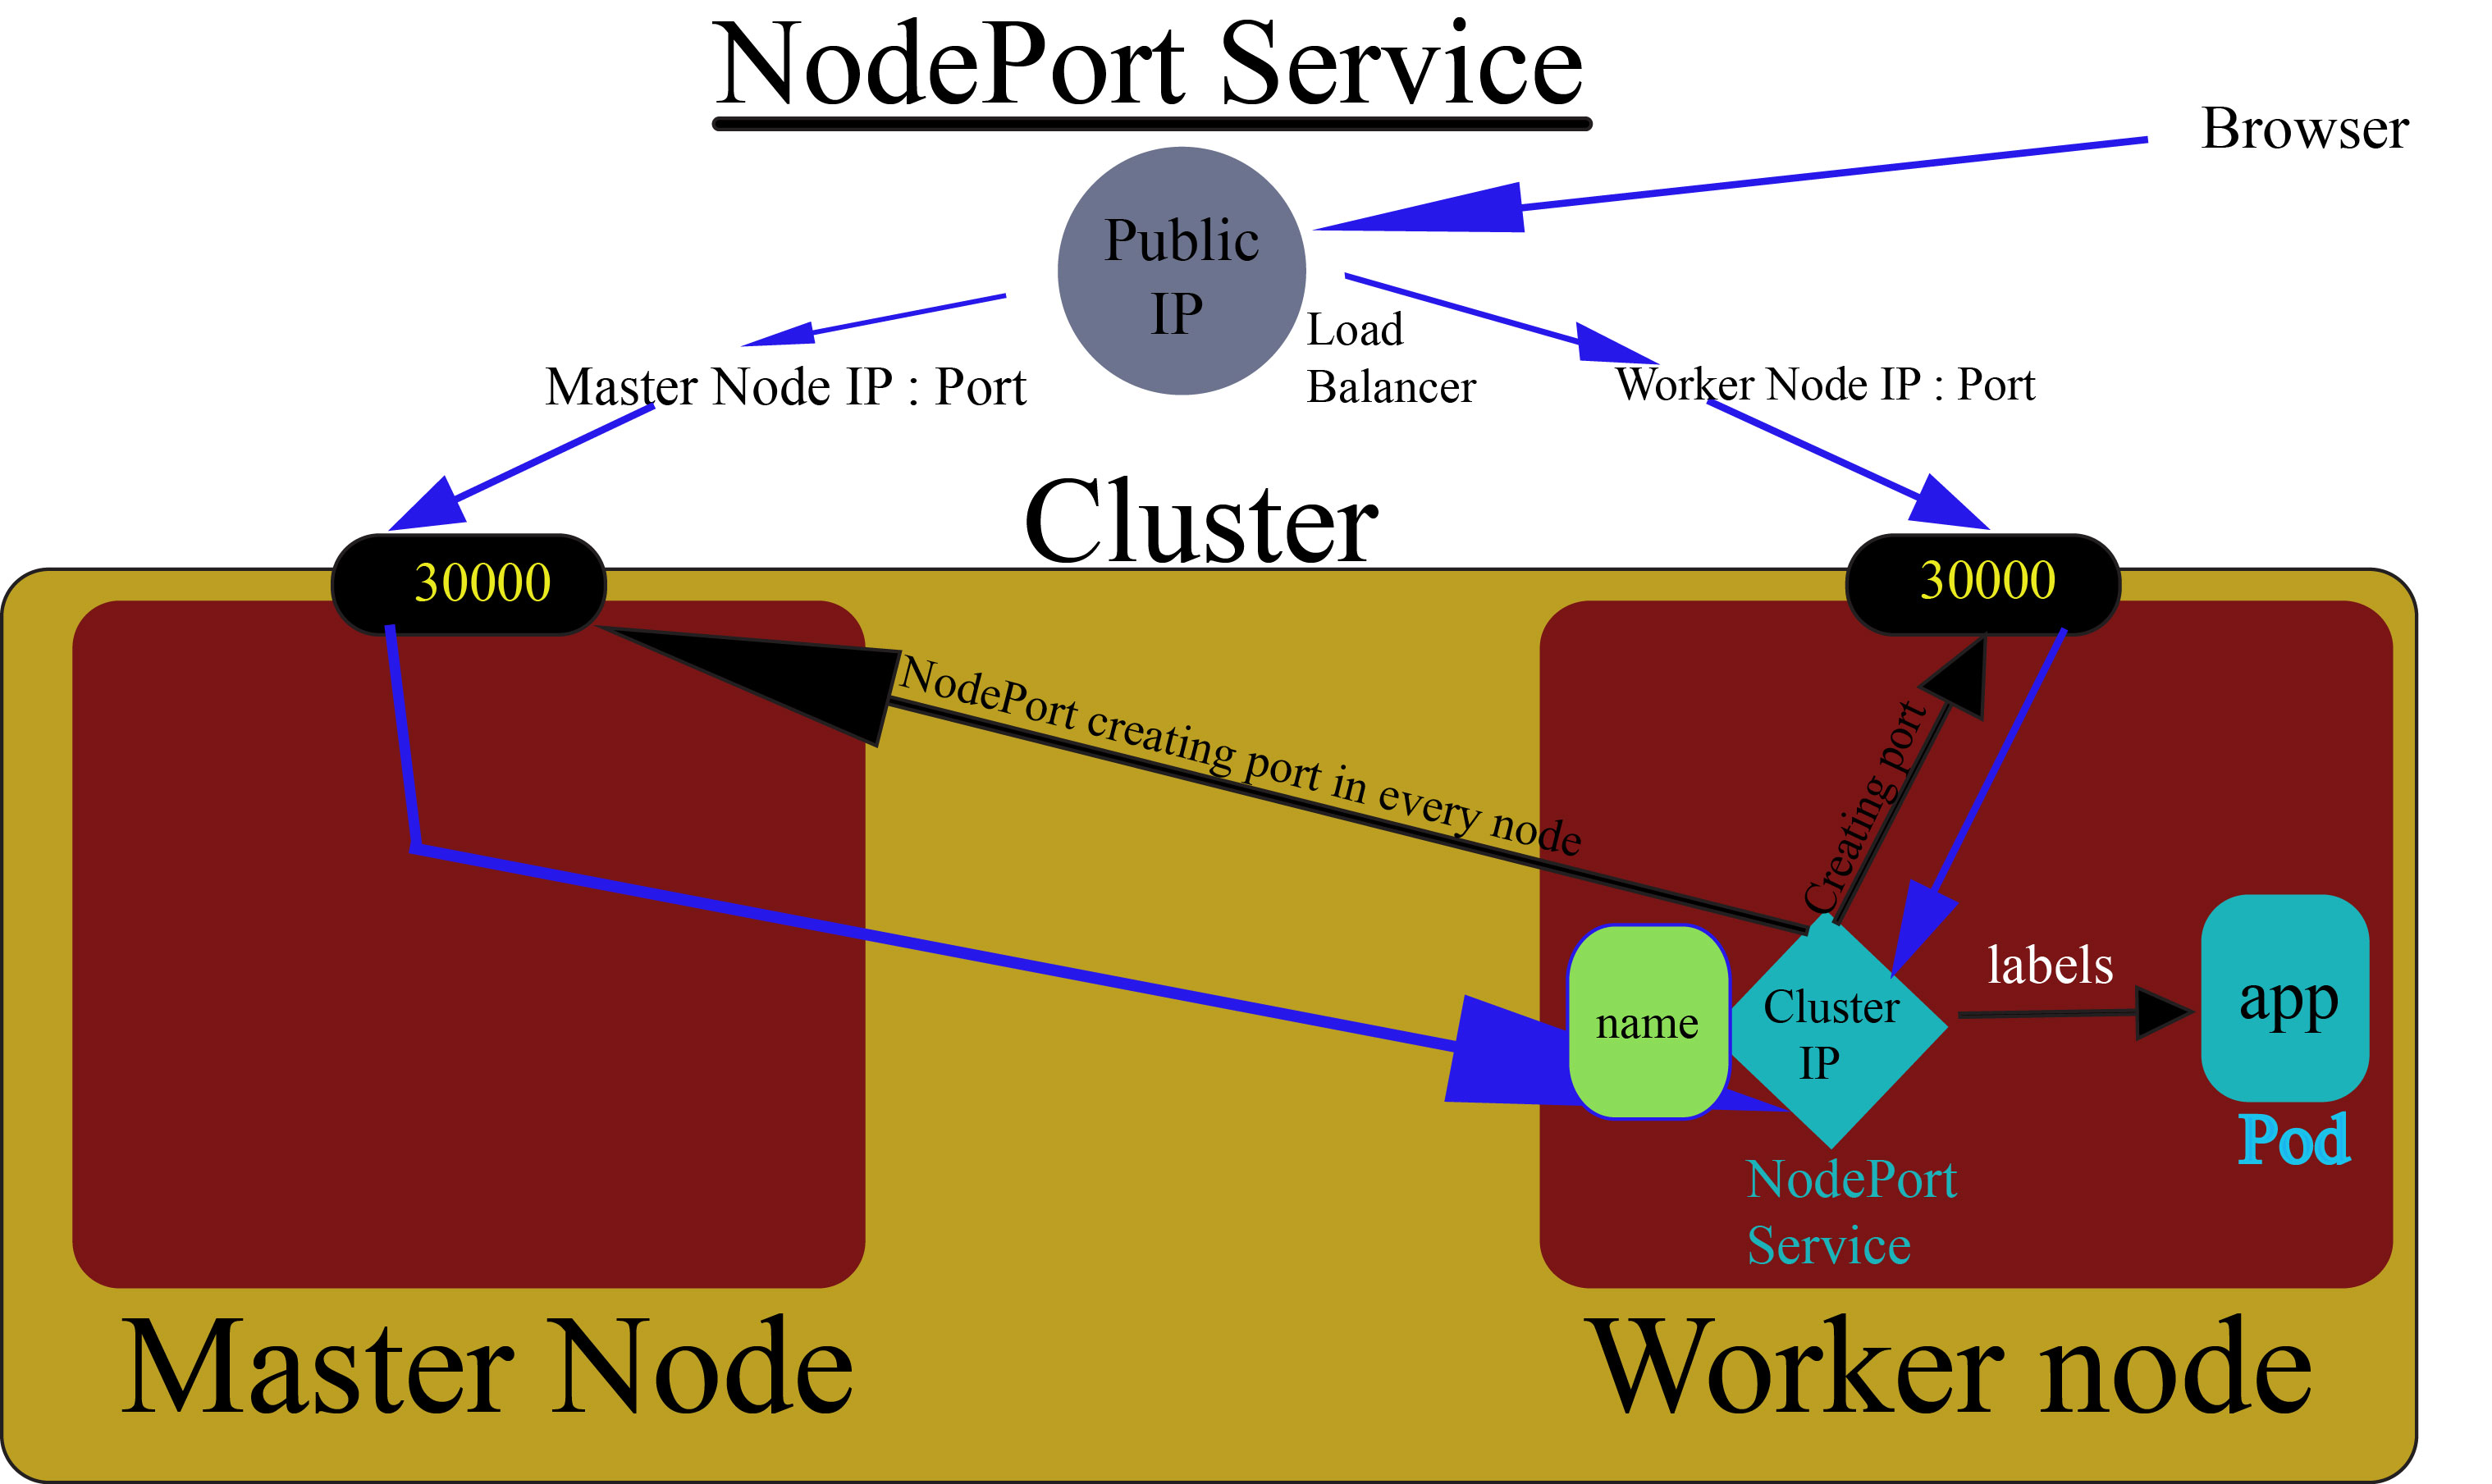 NodePort Service
Browser
Public
IP
Load
Balancer
Master Node IP : Port
Worker Node IP : Port
Cluster
30000
30000
NodePort creating port in every node
Creating port
name
Cluster
IP
labels
app
Pod
NodePort
Service
Master Node
Worker node